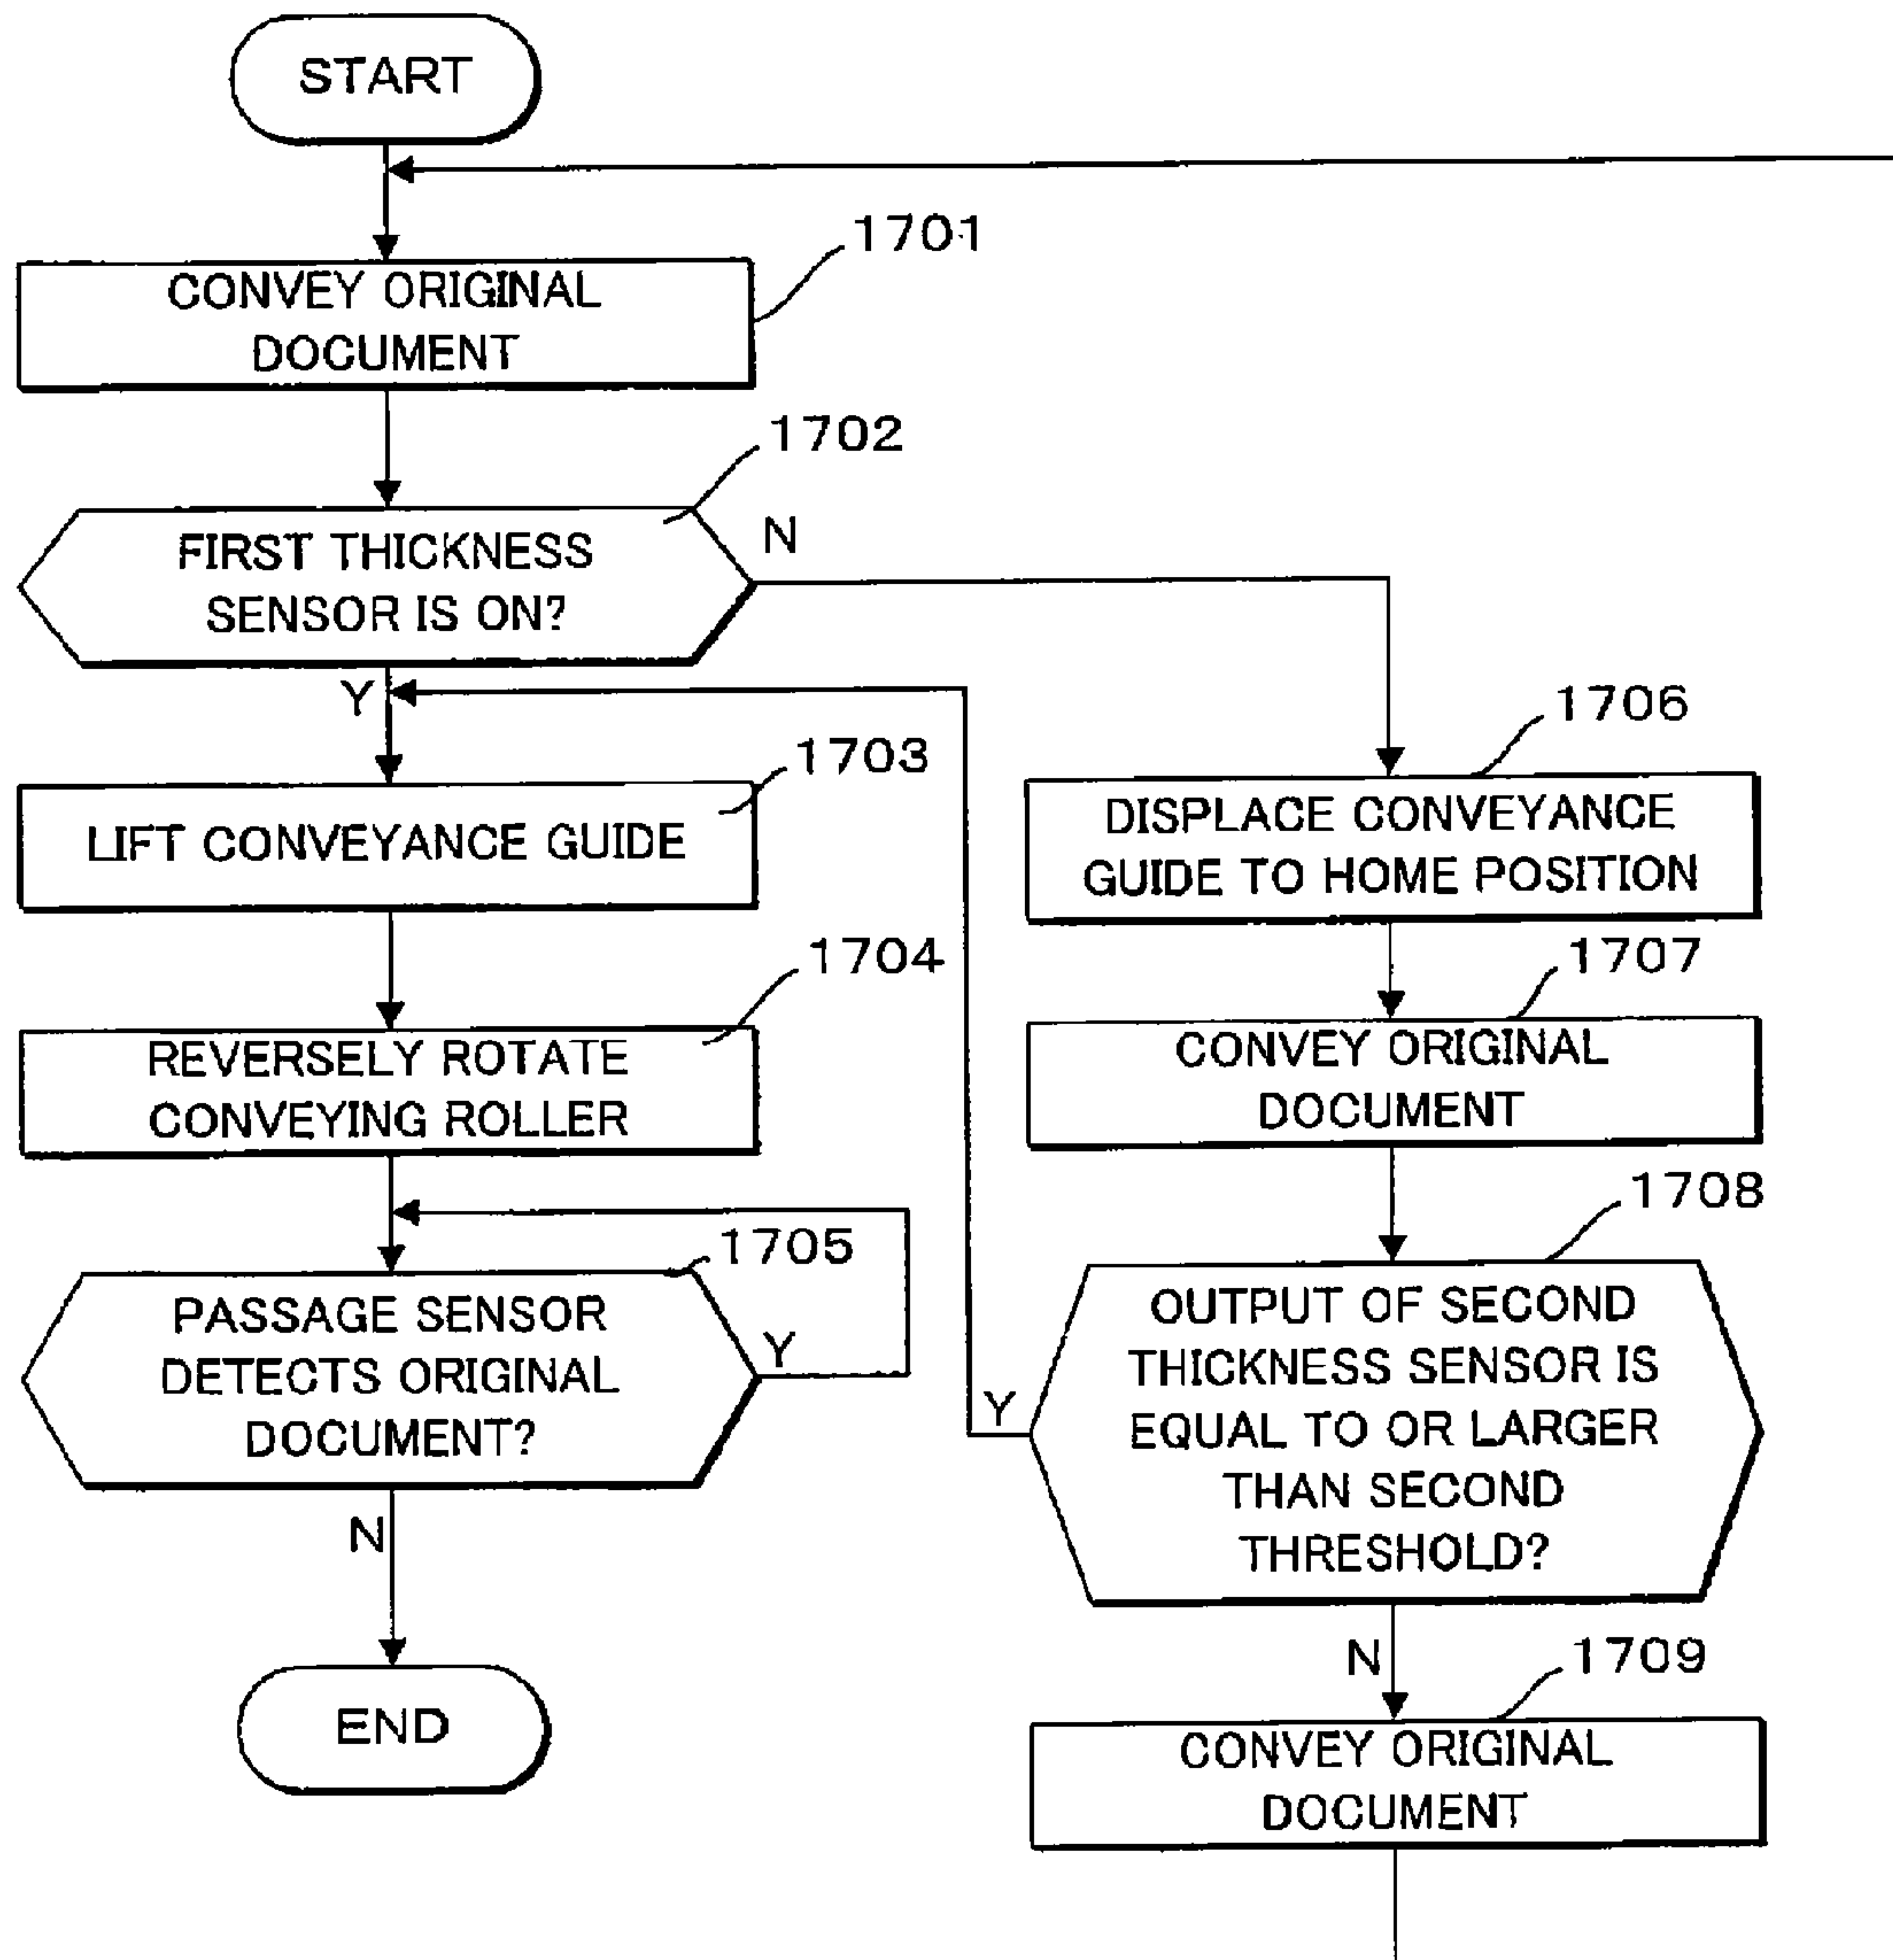 START
1701
CONVEY ORIGINAL
DOCUMENT
1702
FIRST THICKNESS
SENSOR IS ON?
N
Y
1703
LIFT CONVEYANCE GUIDE
1704
REVERSELY ROTATE
CONVEYING ROLLER
1705
PASSAGE SENSOR
DETECTS ORIGINAL
DOCUMENT?
Y
N
END
1706
DISPLACE CONVEYANCE
GUIDE TO HOME POSITION
1707
CONVEY ORIGINAL
DOCUMENT
1708
OUTPUT OF SECOND
THICKNESS SENSOR IS
EQUAL TO OR LARGER
THAN SECOND
THRESHOLD?
Y
N
1709
CONVEY ORIGINAL
DOCUMENT